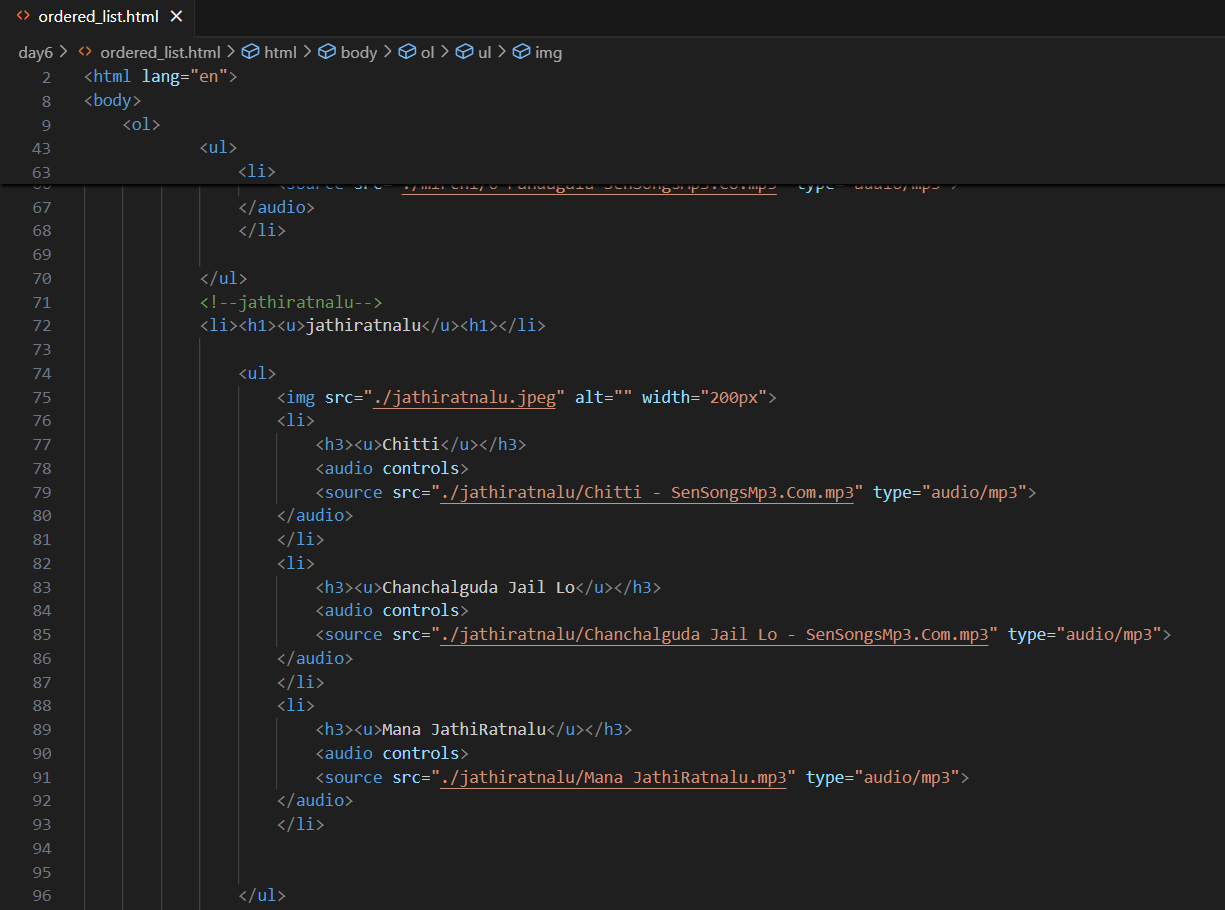 ordered_list.html
day6 > ordered_list.html > html > body > ol > ul > img
2 <html lang="en">
8 <body>
9 <ol>
43 <ul>
63 <li>
67 </audio>
68 </li>
69
70 </ul>
71 <!--jathiratnalu-->
72 <li><h1><u>jathiratnalu</u><h1></li>
73
74 <ul>
75 <img src="./jathiratnalu.jpeg" alt="" width="200px">
76 <li>
77 <h3><u>Chitti</u></h3>
78 <audio controls>
79 <source src="./jathiratnalu/Chitti - SenSongsMp3.Com.mp3" type="audio/mp3">
80 </audio>
81 </li>
82 <li>
83 <h3><u>Chanchalguda Jail Lo</u></h3>
84 <audio controls>
85 <source src="./jathiratnalu/Chanchalguda Jail Lo - SenSongsMp3.Com.mp3" type="audio/mp3">
86 </audio>
87 </li>
88 <li>
89 <h3><u>Mana JathiRatnalu</u></h3>
90 <audio controls>
91 <source src="./jathiratnalu/Mana JathiRatnalu.mp3" type="audio/mp3">
92 </audio>
93 </li>
94
95
96 </ul>